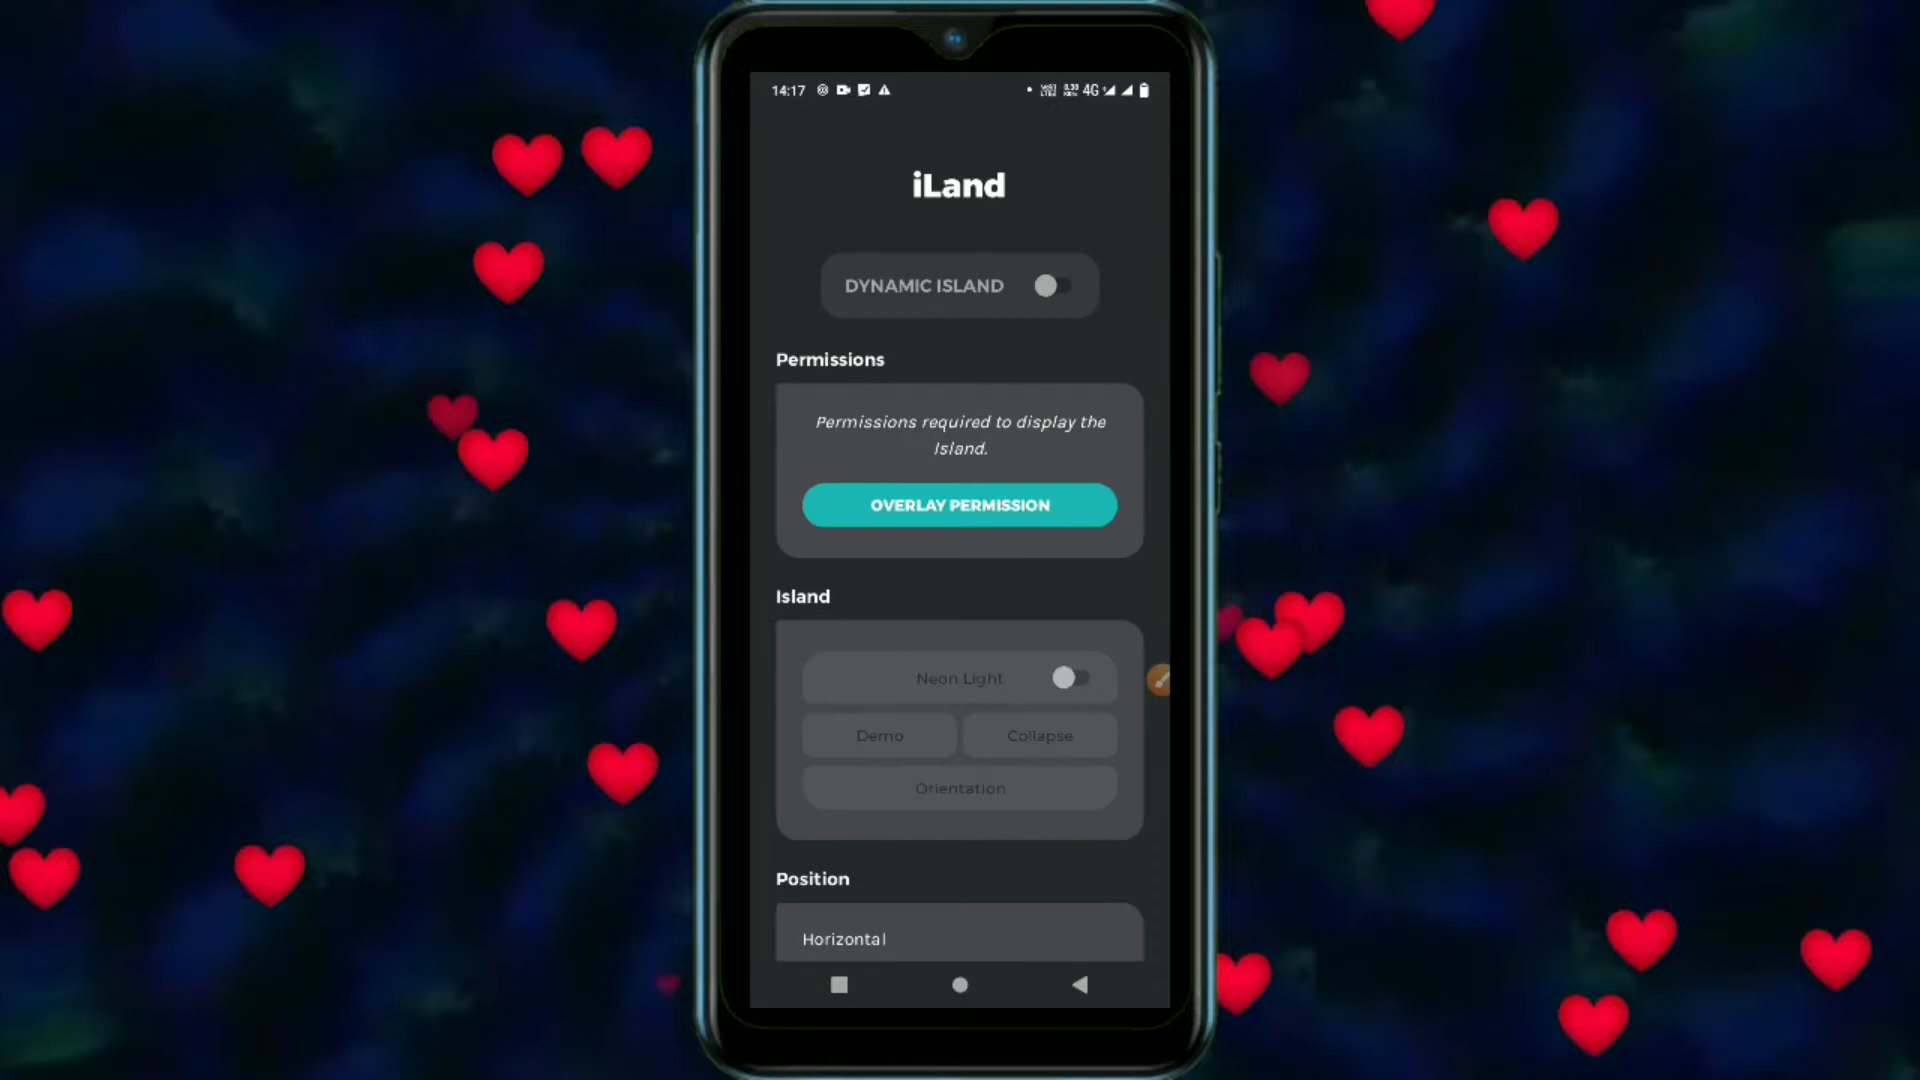 14:17
4G
iLand
DYNAMIC ISLAND
Permissions
Permissions required to display the
Island.
OVERLAY PERMISSION
Island
Neon Light
Demo
Collapse
Orientation
Position
Horizontal